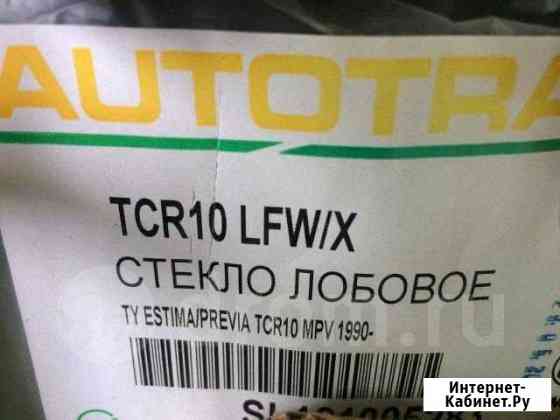 AUTOTRA
TCR10 LFW/X
СТЕКЛО ЛОБОВОЕ
TY ESTIMA/PREVIA TCR10 MPV 1990-
Интернет-
Кабинет.Ру